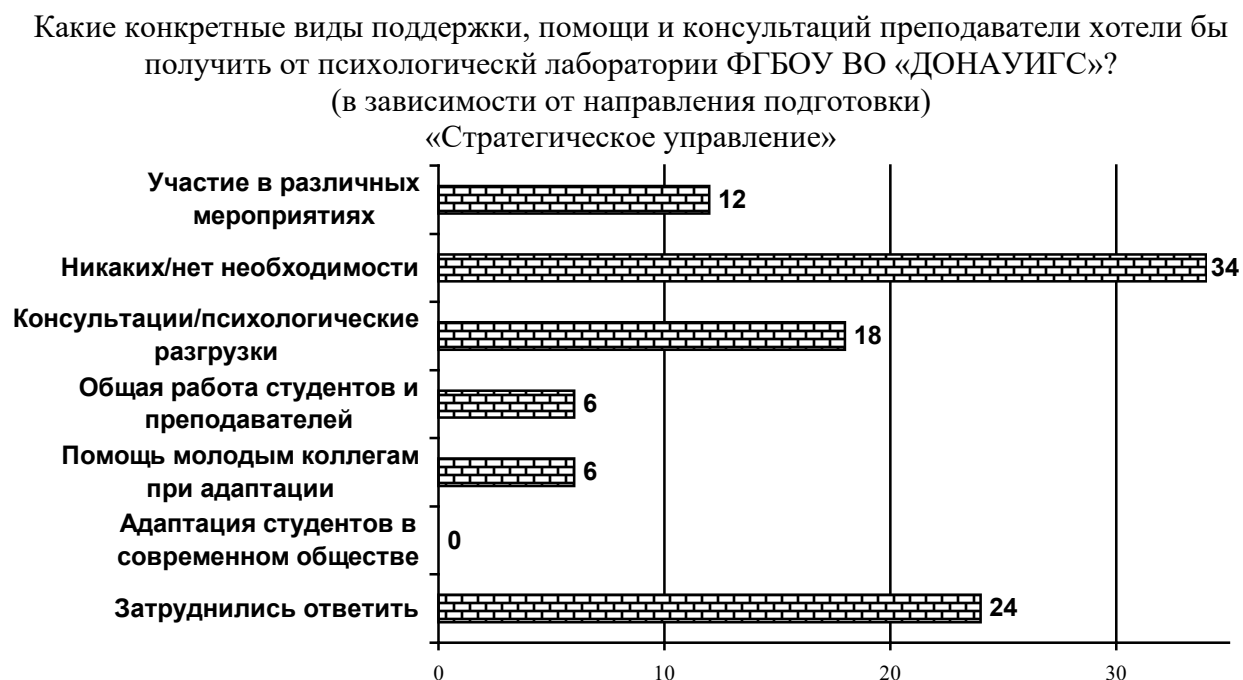 Какие конкретные виды поддержки, помощи и консультаций преподаватели хотели бы
получить от психологическй лаборатории ФГБОУ ВО «ДОНАУИГС»?
(в зависимости от направления подготовки)
«Стратегическое управление»
Участие в различных
мероприятиях
12
Никаких/нет необходимости
34
Консультации/психологические
разгрузки
18
Общая работа студентов и
преподавателей
6
Помощь молодым коллегам
при адаптации
6
Адаптация студентов в
современном обществе
0
Затруднились ответить
24
0 10 20 30